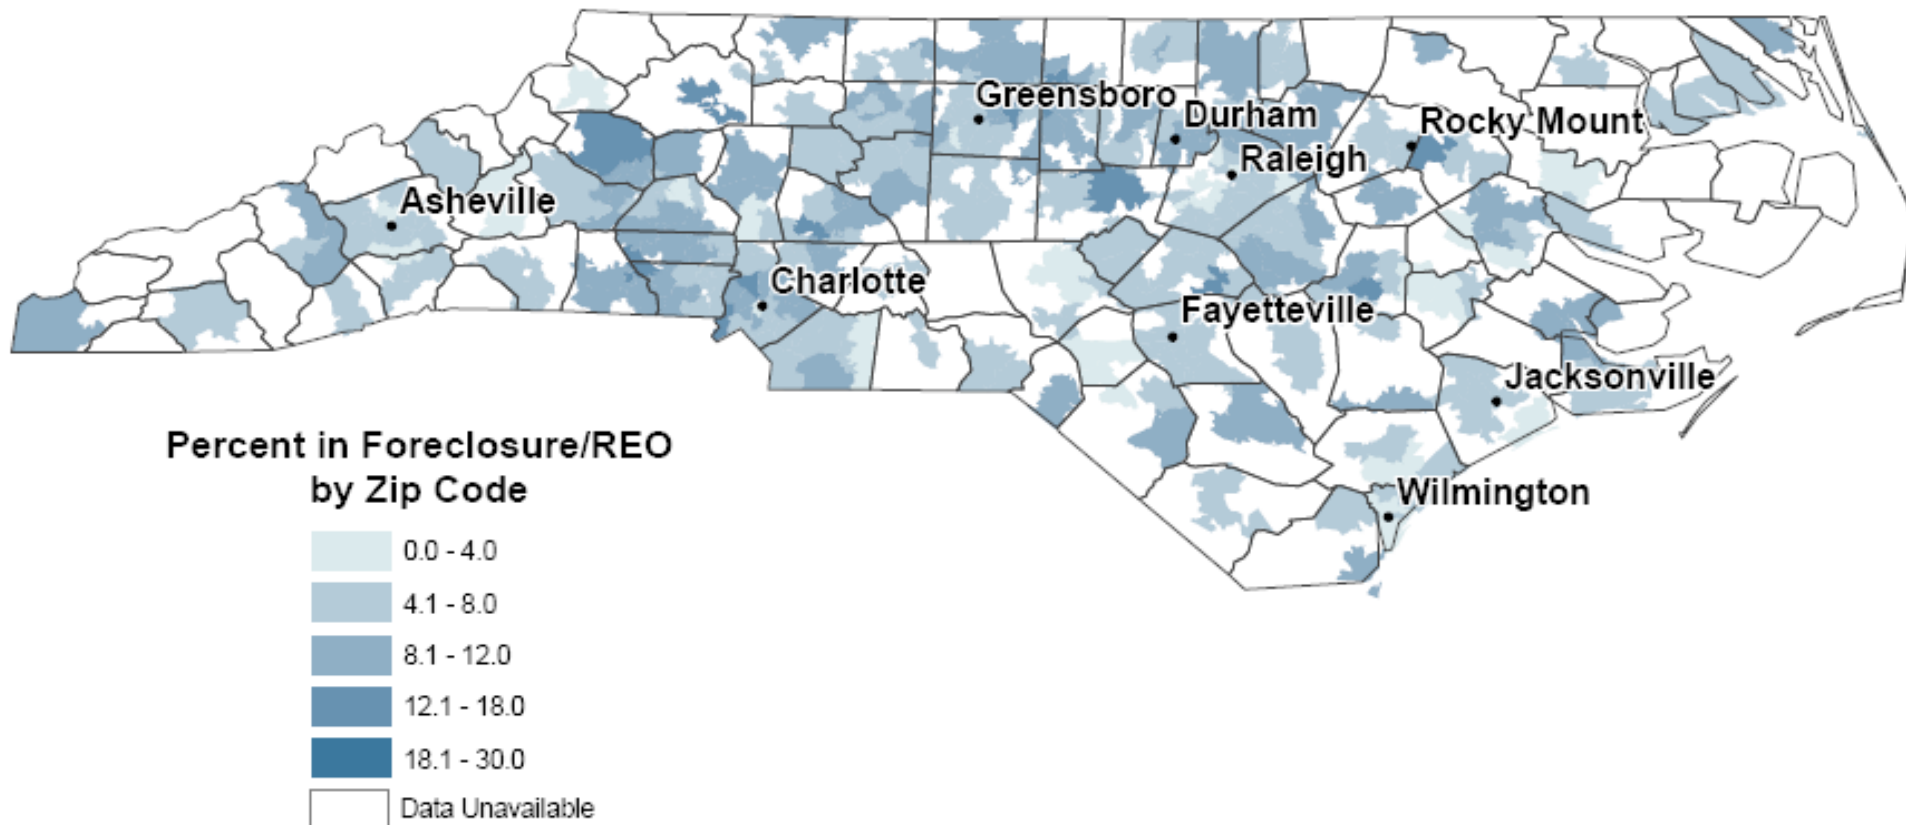 Greensboro
Durham
Rocky Mount
Raleigh
Asheville
Charlotte
Fayetteville
Jacksonville
Wilmington
Percent in Foreclosure/REO
by Zip Code
0.0 - 4.0
4.1 - 8.0
8.1 - 12.0
12.1 - 18.0
18.1 - 30.0
Data Unavailable